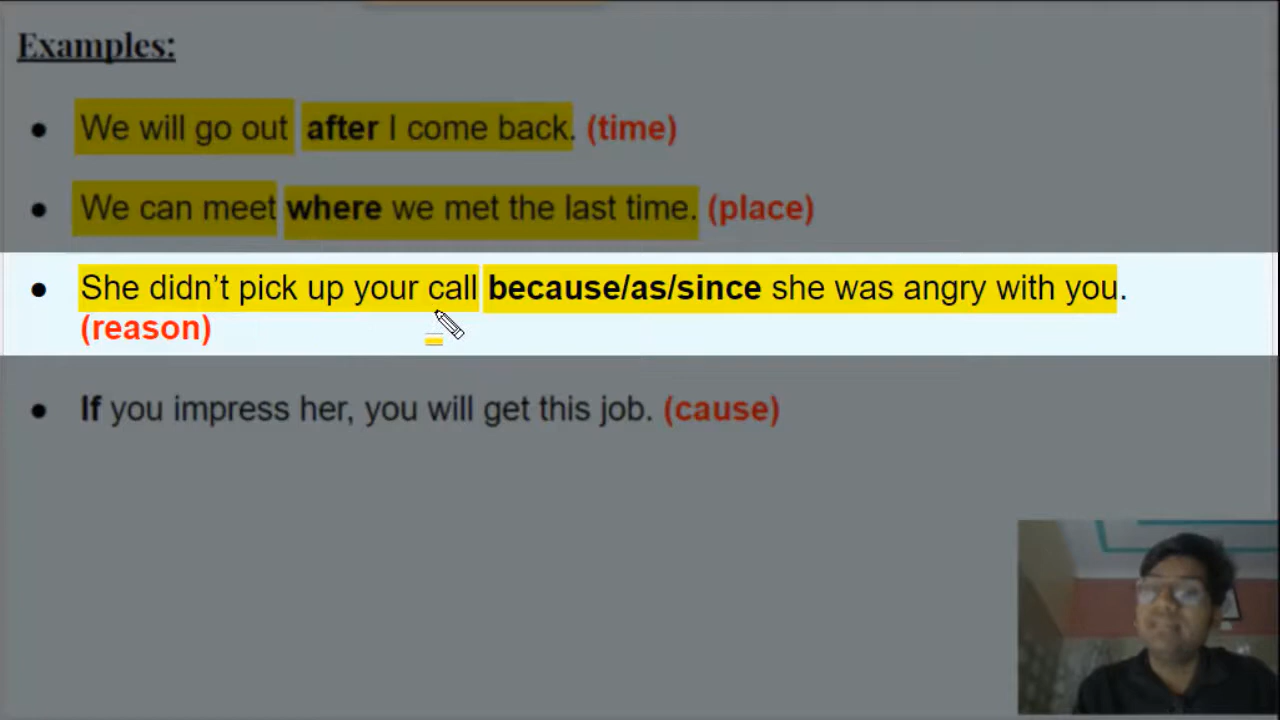 Examples:
● We will go out after I come back. (time)
● We can meet where we met the last time. (place)
● She didn’t pick up your call because/as/since she was angry with you.
(reason)
● If you impress her, you will get this job. (cause)